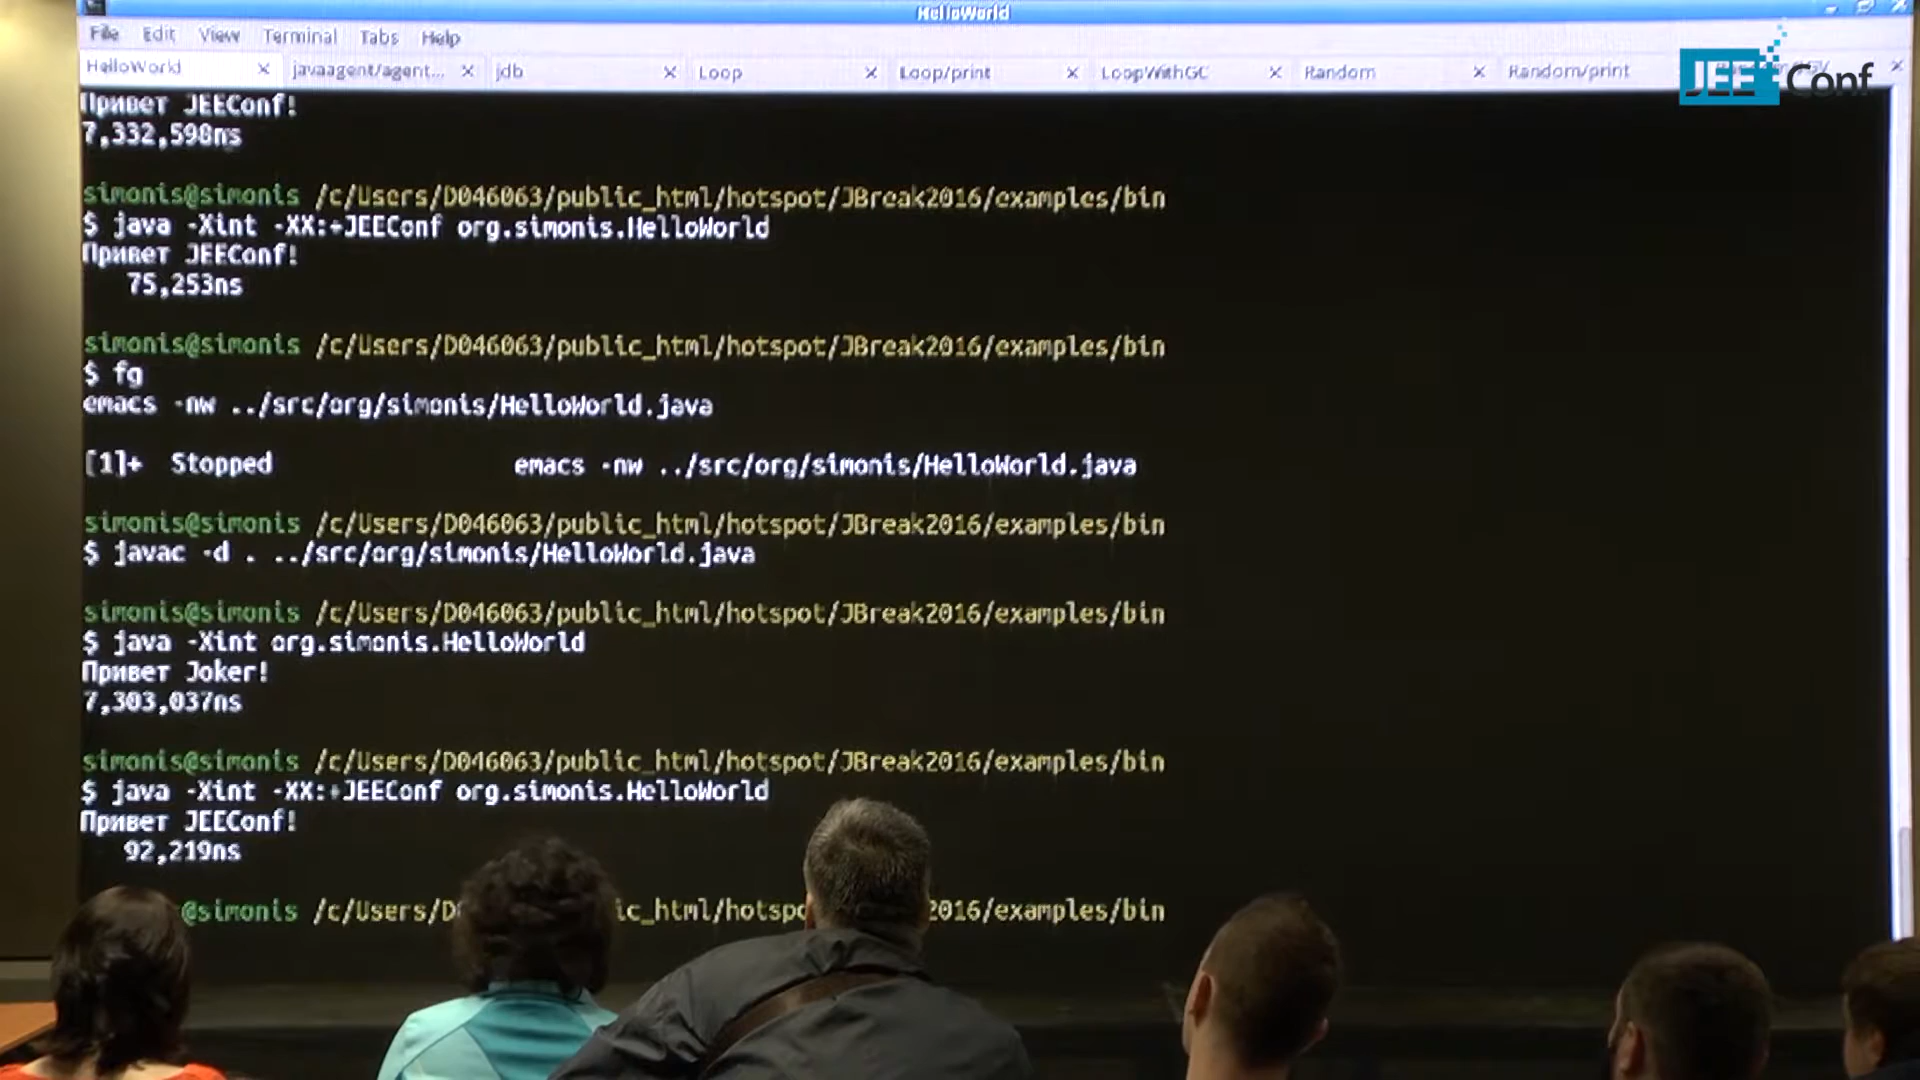 HelloWorld
File Edit View Terminal Tabs Help
HelloWorld × javaagent/agent... × jdb × Loop × Loop/print × LoopWithGC × Random × Random/print ×
JEE Conf
Привет JEEConf!
7,332,598ns
simonis@simonis /c/Users/D046063/public_html/hotspot/JBreak2016/examples/bin
$ java -Xint -XX:+JEEConf org.simonis.HelloWorld
Привет JEEConf!
75,253ns
simonis@simonis /c/Users/D046063/public_html/hotspot/JBreak2016/examples/bin
$ fg
emacs -nw ../src/org/simonis/HelloWorld.java
[1]+ Stopped emacs -nw ../src/org/simonis/HelloWorld.java
simonis@simonis /c/Users/D046063/public_html/hotspot/JBreak2016/examples/bin
$ javac -d . ../src/org/simonis/HelloWorld.java
simonis@simonis /c/Users/D046063/public_html/hotspot/JBreak2016/examples/bin
$ java -Xint org.simonis.HelloWorld
Привет Joker!
7,303,037ns
simonis@simonis /c/Users/D046063/public_html/hotspot/JBreak2016/examples/bin
$ java -Xint -XX:+JEEConf org.simonis.HelloWorld
Привет JEEConf!
92,219ns
@simonis /c/Users/D ic_html/hotspo 2016/examples/bin